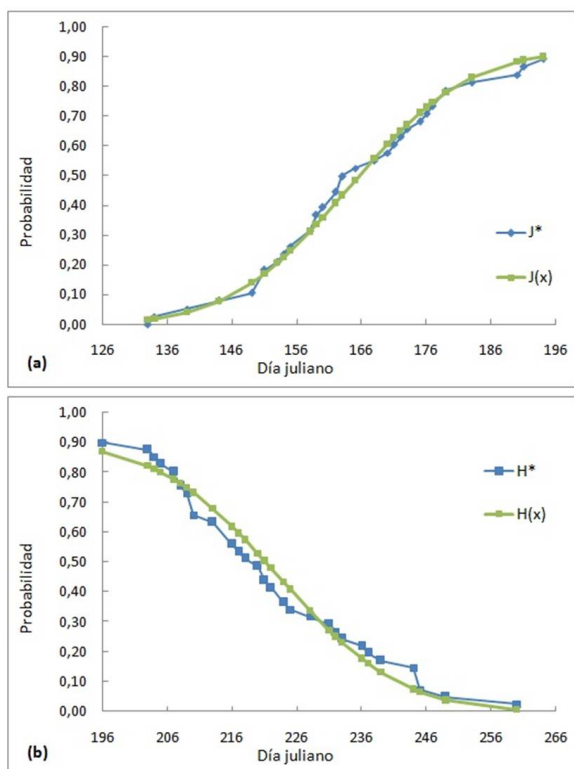 1,00
0,90
0,80
0,70
0,60
0,50
0,40
0,30
0,20
0,10
0,00
Probabilidad
J*
J(x)
126 136 146 156 166 176 186 196
Día juliano
(a)
1,00
0,90
0,80
0,70
0,60
0,50
0,40
0,30
0,20
0,10
0,00
Probabilidad
H*
H(x)
196 206 216 226 236 246 256 266
Día juliano
(b)